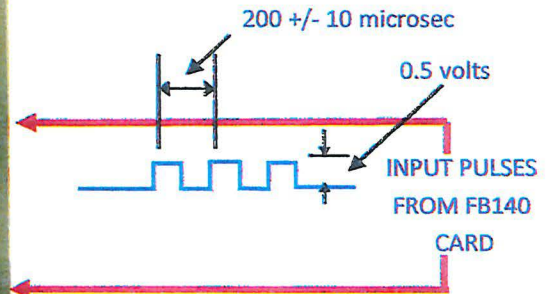 200 +/- 10 microsec
0.5 volts
INPUT PULSES
FROM FB140
CARD